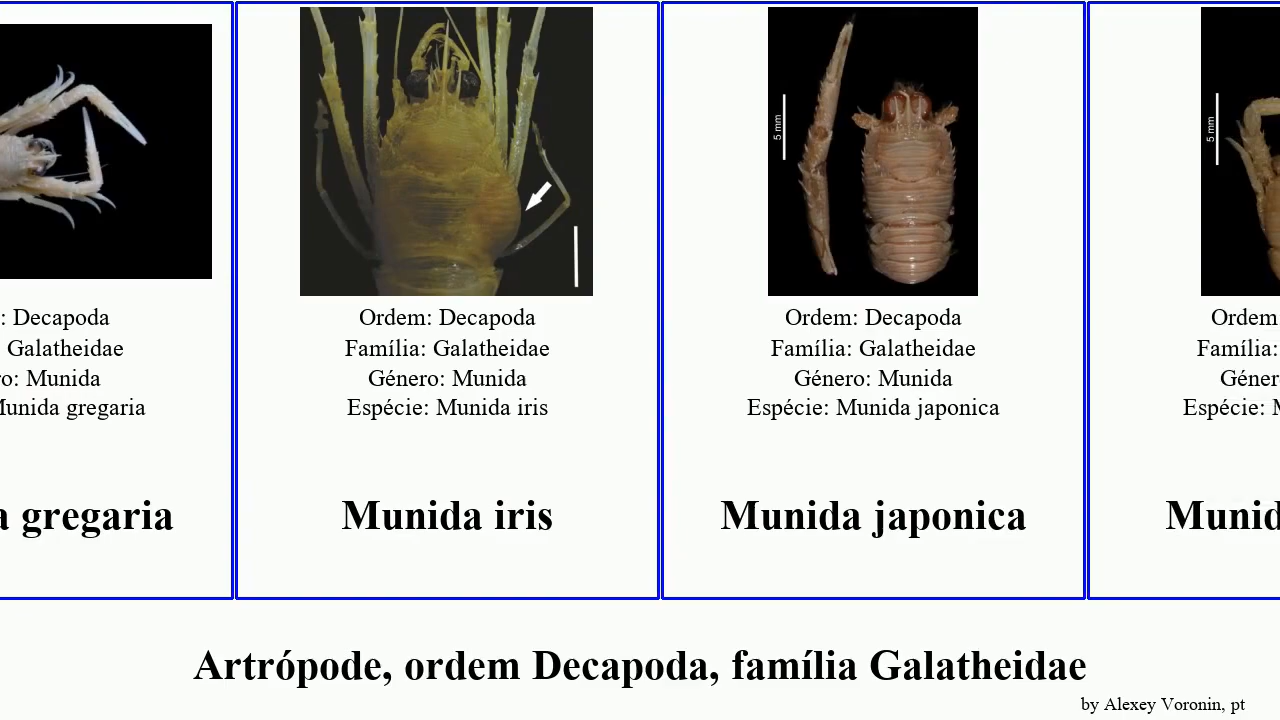 : Decapoda
Galatheidae
ro: Munida
Munida gregaria
a gregaria
Ordem: Decapoda
Família: Galatheidae
Género: Munida
Espécie: Munida iris
Munida iris
5 mm
Ordem: Decapoda
Família: Galatheidae
Género: Munida
Espécie: Munida japonica
Munida japonica
5 mm
Ordem
Família:
Géner
Espécie: M
Munid
Artrópode, ordem Decapoda, família Galatheidae
by Alexey Voronin, pt